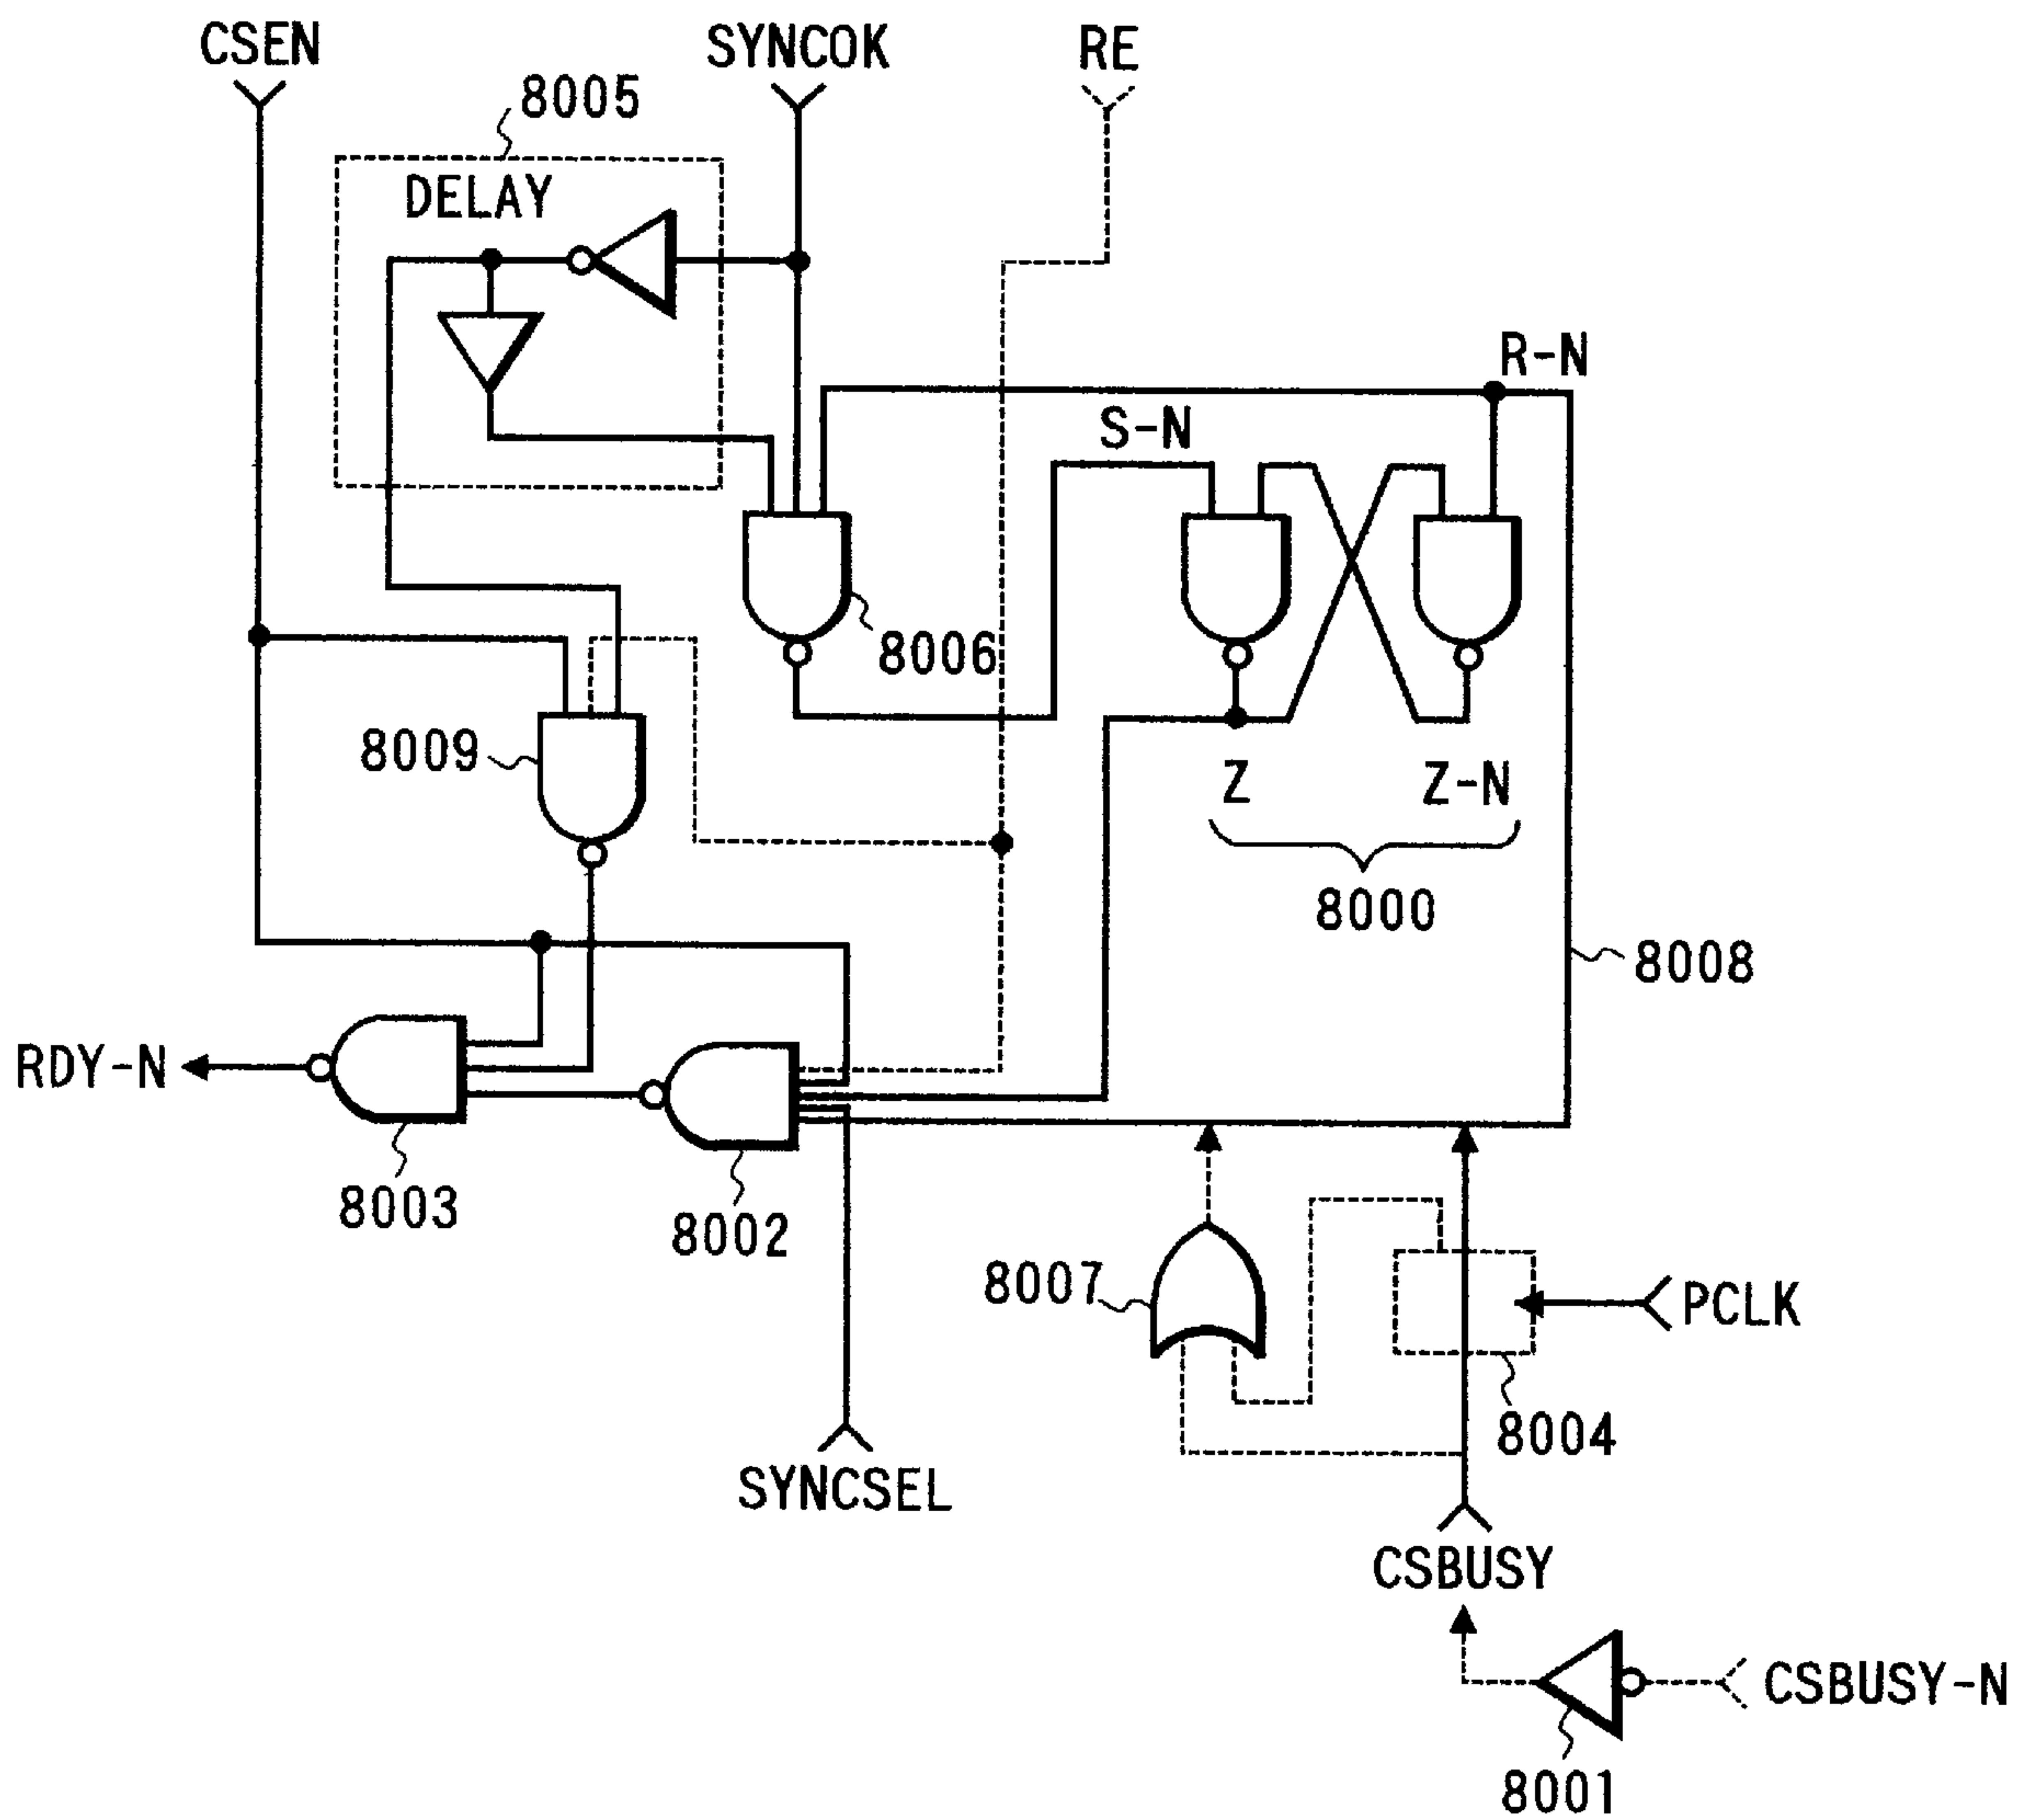 CSEN
SYNCOK
RE
8005
DELAY
R-N
S-N
8006
8009
Z
Z-N
8000
8008
RDY-N
8003
8002
8007
PCLK
8004
SYNCSEL
CSBUSY
CSBUSY-N
8001